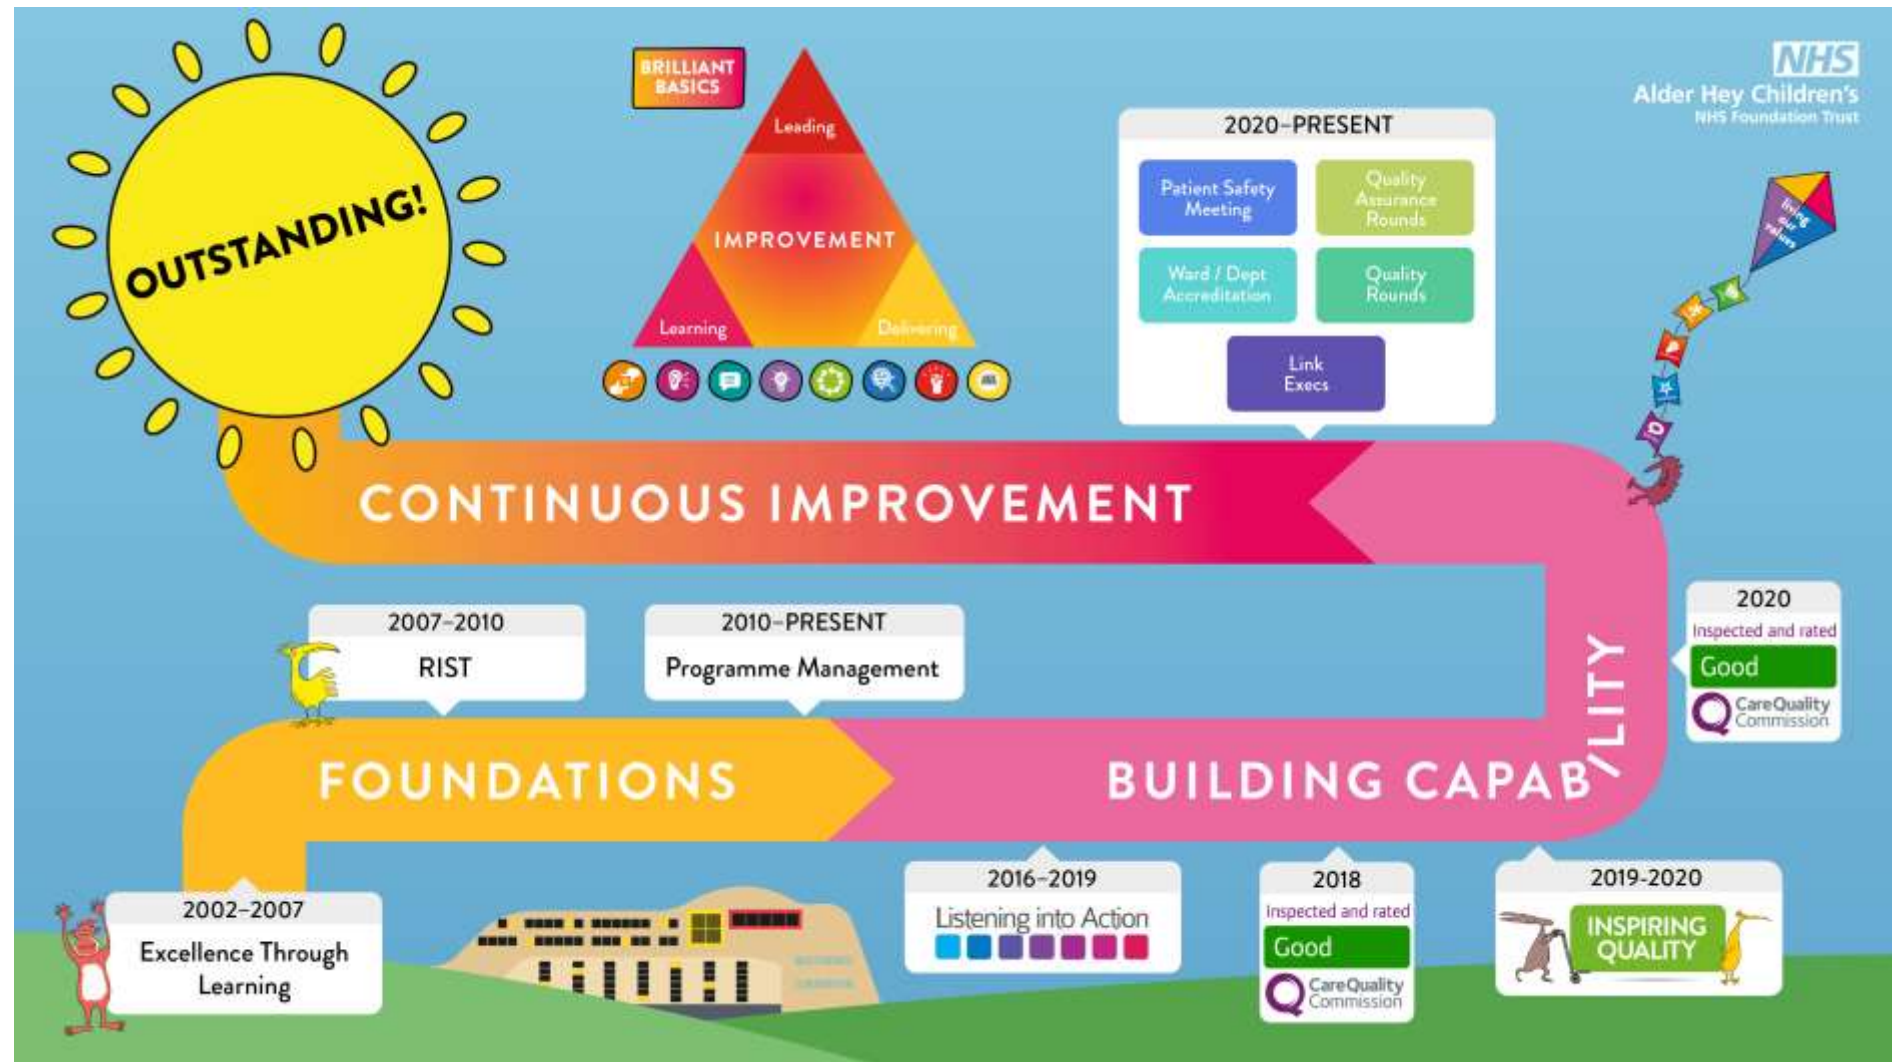 OUTSTANDING!
BRILLIANT
BASICS
Leading
IMPROVEMENT
Learning
Delivering
2020–PRESENT
Patient Safety
Meeting
Quality
Assurance
Rounds
Ward / Dept
Accreditation
Quality
Rounds
Link
Execs
NHS
Alder Hey Children's
NHS Foundation Trust
living
our
values
CONTINUOUS IMPROVEMENT
2007–2010
RIST
2010–PRESENT
Programme Management
2020
Inspected and rated
Good
CareQuality
Commission
FOUNDATIONS
BUILDING CAPABILITY
2002–2007
Excellence Through
Learning
2016–2019
Listening into Action
2018
Inspected and rated
Good
CareQuality
Commission
2019-2020
INSPIRING
QUALITY